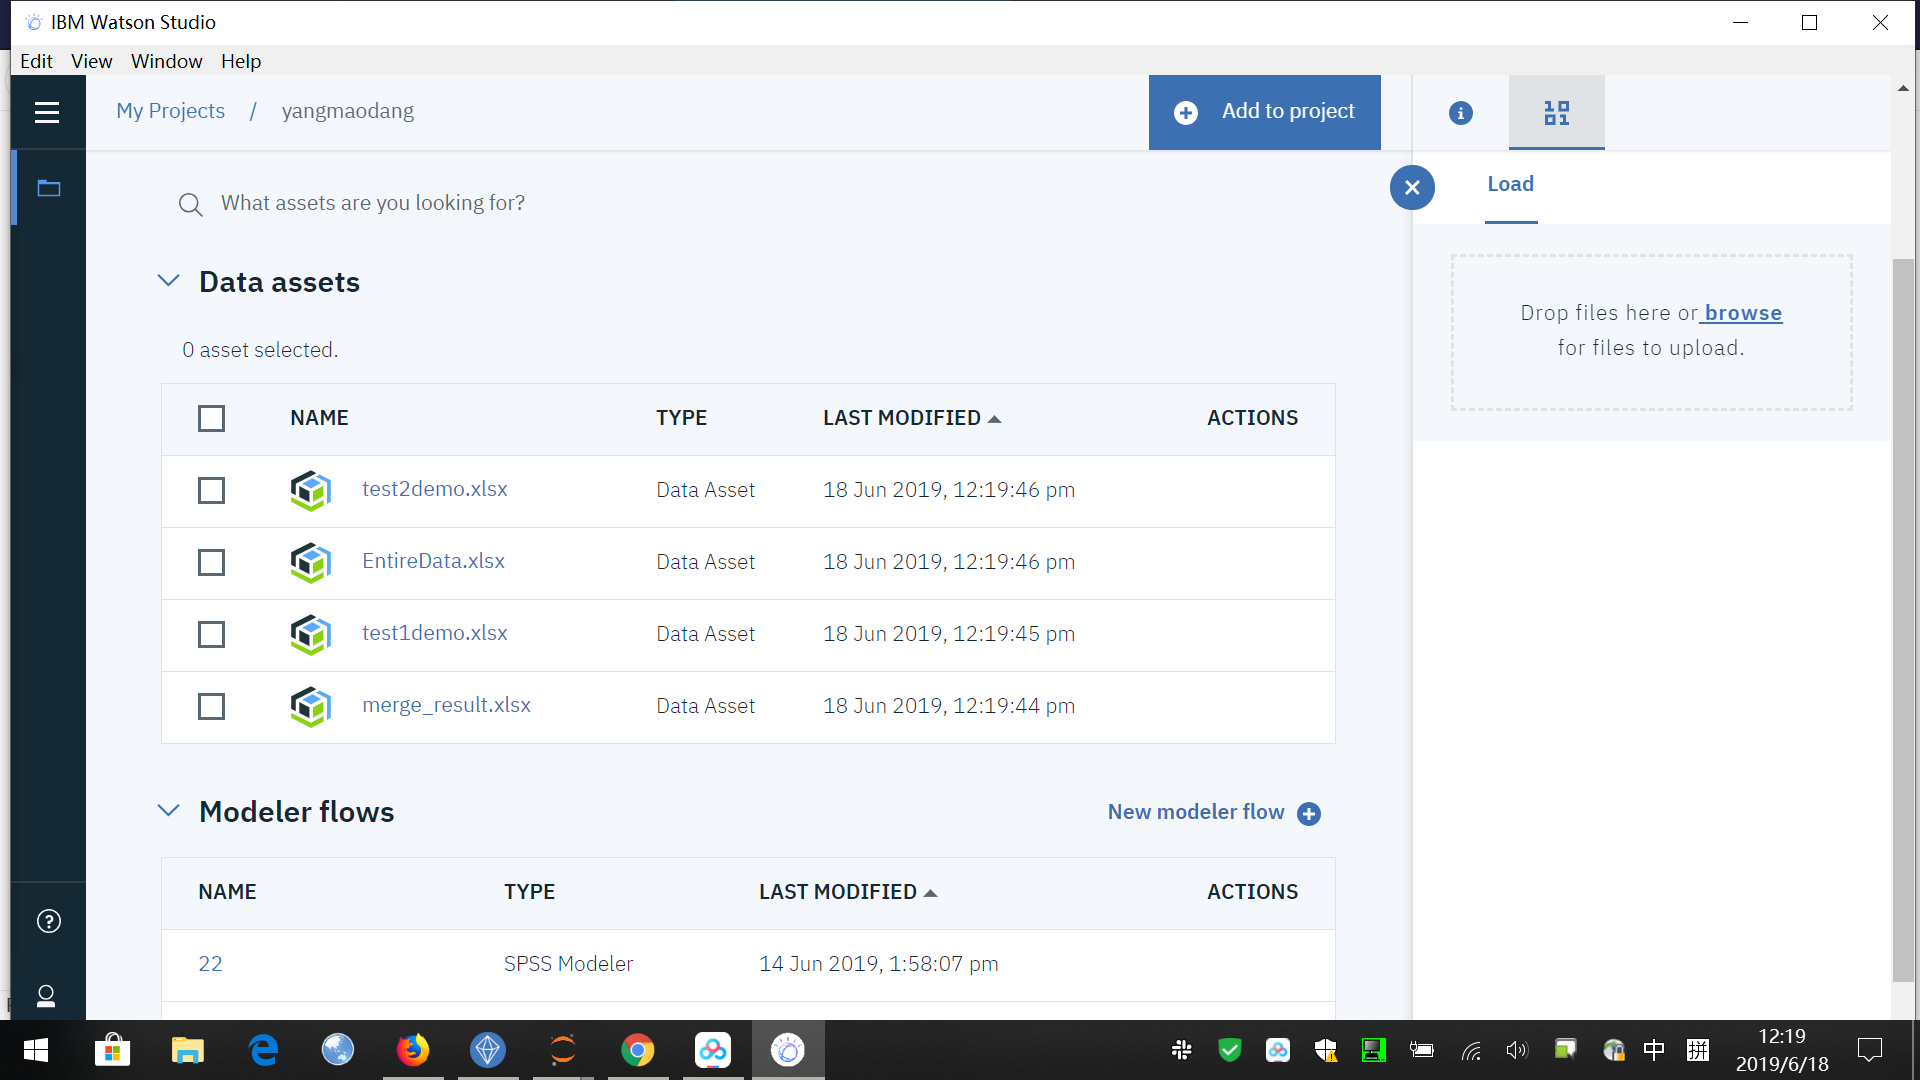 IBM Watson Studio
Edit View Window Help
My Projects / yangmaodang
Add to project
What assets are you looking for?
Load
Drop files here or browse
for files to upload.
Data assets
0 asset selected.
NAME TYPE LAST MODIFIED ACTIONS
test2demo.xlsx Data Asset 18 Jun 2019, 12:19:46 pm
EntireData.xlsx Data Asset 18 Jun 2019, 12:19:46 pm
test1demo.xlsx Data Asset 18 Jun 2019, 12:19:45 pm
merge_result.xlsx Data Asset 18 Jun 2019, 12:19:44 pm
Modeler flows
New modeler flow
NAME TYPE LAST MODIFIED ACTIONS
22 SPSS Modeler 14 Jun 2019, 1:58:07 pm
中 拼
12:19
2019/6/18